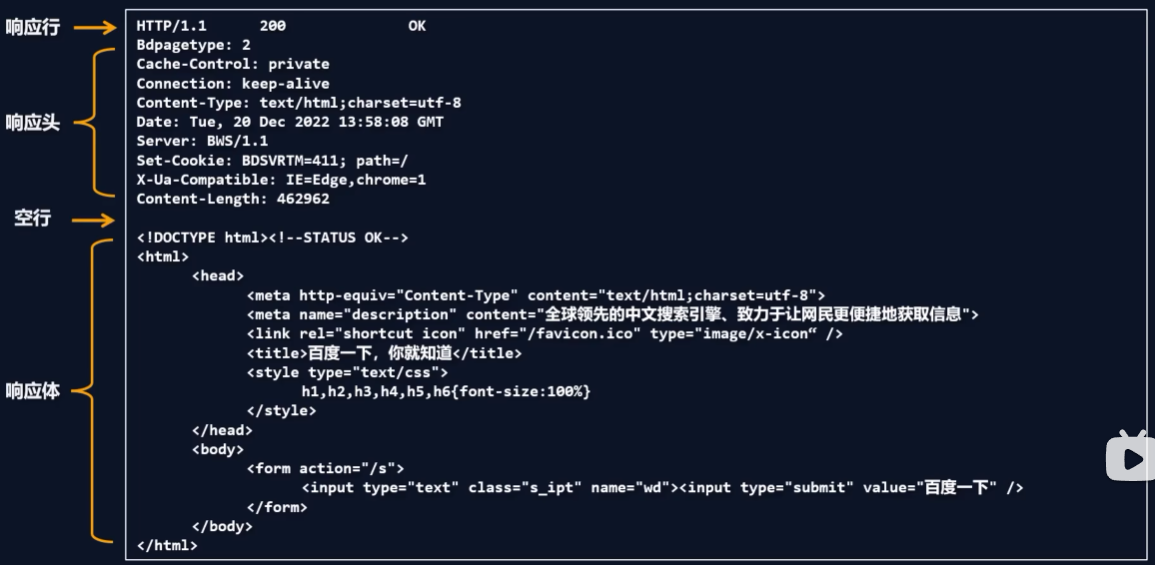 响应行
HTTP/1.1 200 OK
响应头
Bdpagetype: 2
Cache-Control: private
Connection: keep-alive
Content-Type: text/html;charset=utf-8
Date: Tue, 20 Dec 2022 13:58:08 GMT
Server: BWS/1.1
Set-Cookie: BDSVRTM=411; path=/
X-Ua-Compatible: IE=Edge,chrome=1
Content-Length: 462962
空行
响应体
<!DOCTYPE html><!--STATUS OK-->
<html>
<head>
<meta http-equiv="Content-Type" content="text/html;charset=utf-8">
<meta name="description" content="全球领先的中文搜索引擎、致力于让网民更便捷地获取信息">
<link rel="shortcut icon" href="/favicon.ico" type="image/x-icon“ />
<title>百度一下，你就知道</title>
<style type="text/css">
h1,h2,h3,h4,h5,h6{font-size:100%}
</style>
</head>
<body>
<form action="/s">
<input type="text" class="s_ipt" name="wd"><input type="submit" value="百度一下" />
</form>
</body>
</html>